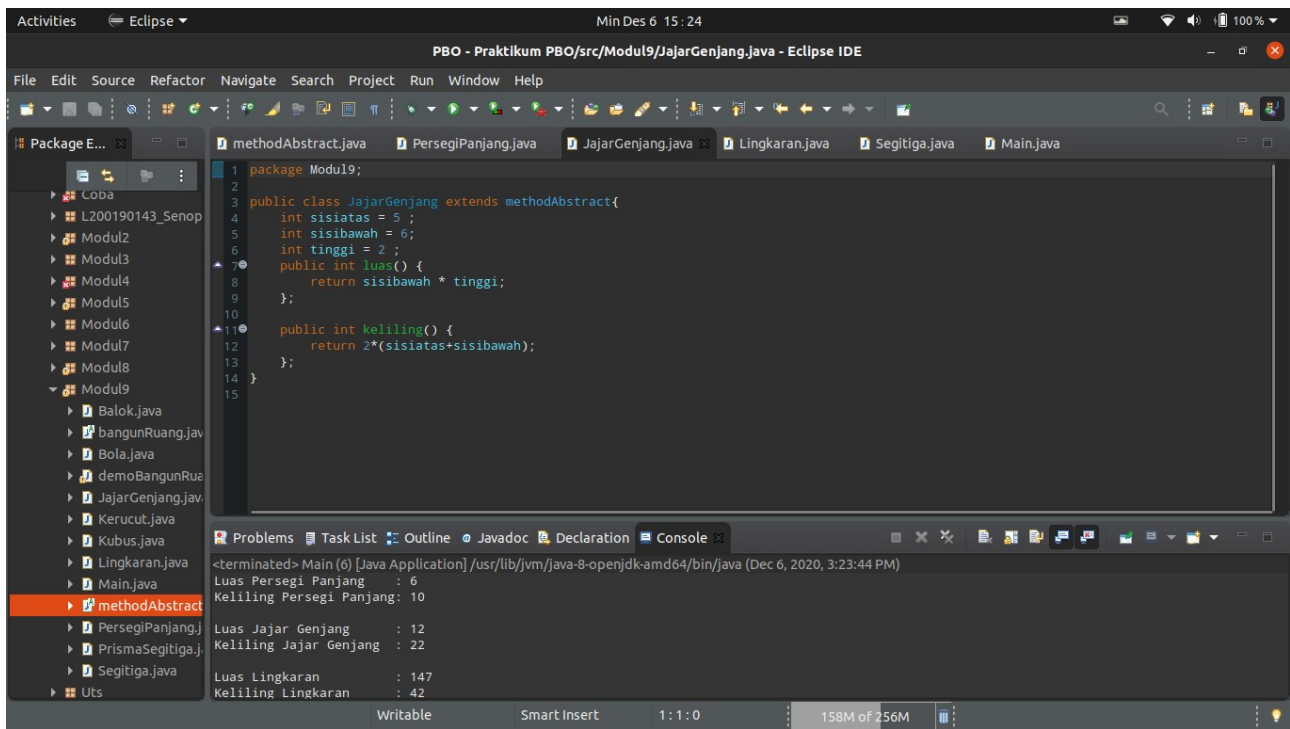 Activities Eclipse Min Des 6 15:24 100%
PBO - Praktikum PBO/src/Modul9/JajarGenjang.java - Eclipse IDE
File Edit Source Refactor Navigate Search Project Run Window Help
Package E...
Coba
L200190143_Senop
Modul2
Modul3
Modul4
Modul5
Modul6
Modul7
Modul8
Modul9
Balok.java
bangunRuang.jav
Bola.java
demoBangunRua
JajarGenjang.jav
Kerucut.java
Kubus.java
Lingkaran.java
Main.java
methodAbstract
PersegiPanjang.j
PrismaSegitiga.j
Segitiga.java
Uts
methodAbstract.java PersegiPanjang.java JajarGenjang.java Lingkaran.java Segitiga.java Main.java
1 package Modul9;
2
3 public class JajarGenjang extends methodAbstract{
4 int sisiatas = 5 ;
5 int sisibawah = 6;
6 int tinggi = 2 ;
7 public int luas() {
8 return sisibawah * tinggi;
9 };
10
11 public int keliling() {
12 return 2*(sisiatas+sisibawah);
13 };
14 }
15
Problems Task List Outline Javadoc Declaration Console
<terminated> Main (6) [Java Application] /usr/lib/jvm/java-8-openjdk-amd64/bin/java (Dec 6, 2020, 3:23:44 PM)
Luas Persegi Panjang : 6
Keliling Persegi Panjang: 10
Luas Jajar Genjang : 12
Keliling Jajar Genjang : 22
Luas Lingkaran : 147
Keliling Lingkaran : 42
Writable Smart Insert 1:1:0 158M of 256M